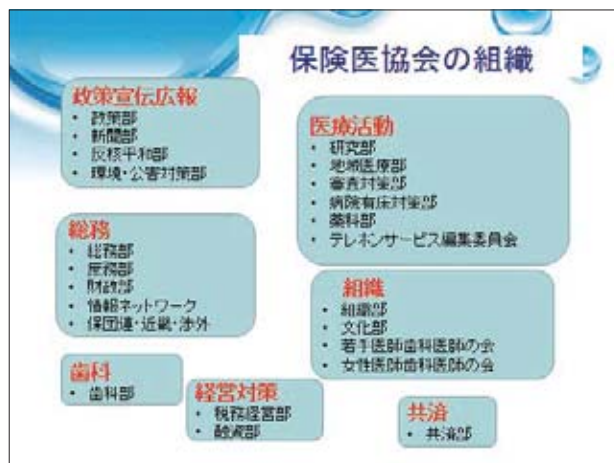 保険医協会の組織
政策宣伝広報
・ 政策部
・ 新聞部
・ 反核平和部
・ 環境・公害対策部
医療活動
・ 研究部
・ 地域医療部
・ 審査対策部
・ 病院有床対策部
・ 薬科部
・ テレホンサービス編集委員会
総務
・ 総務部
・ 庶務部
・ 財政部
・ 情報ネットワーク
・ 保団連・近畿・渉外
組織
・ 組織部
・ 文化部
・ 若手医師歯科医師の会
・ 女性医師歯科医師の会
歯科
・ 歯科部
経営対策
・ 税務経営部
・ 融資部
共済
・ 共済部